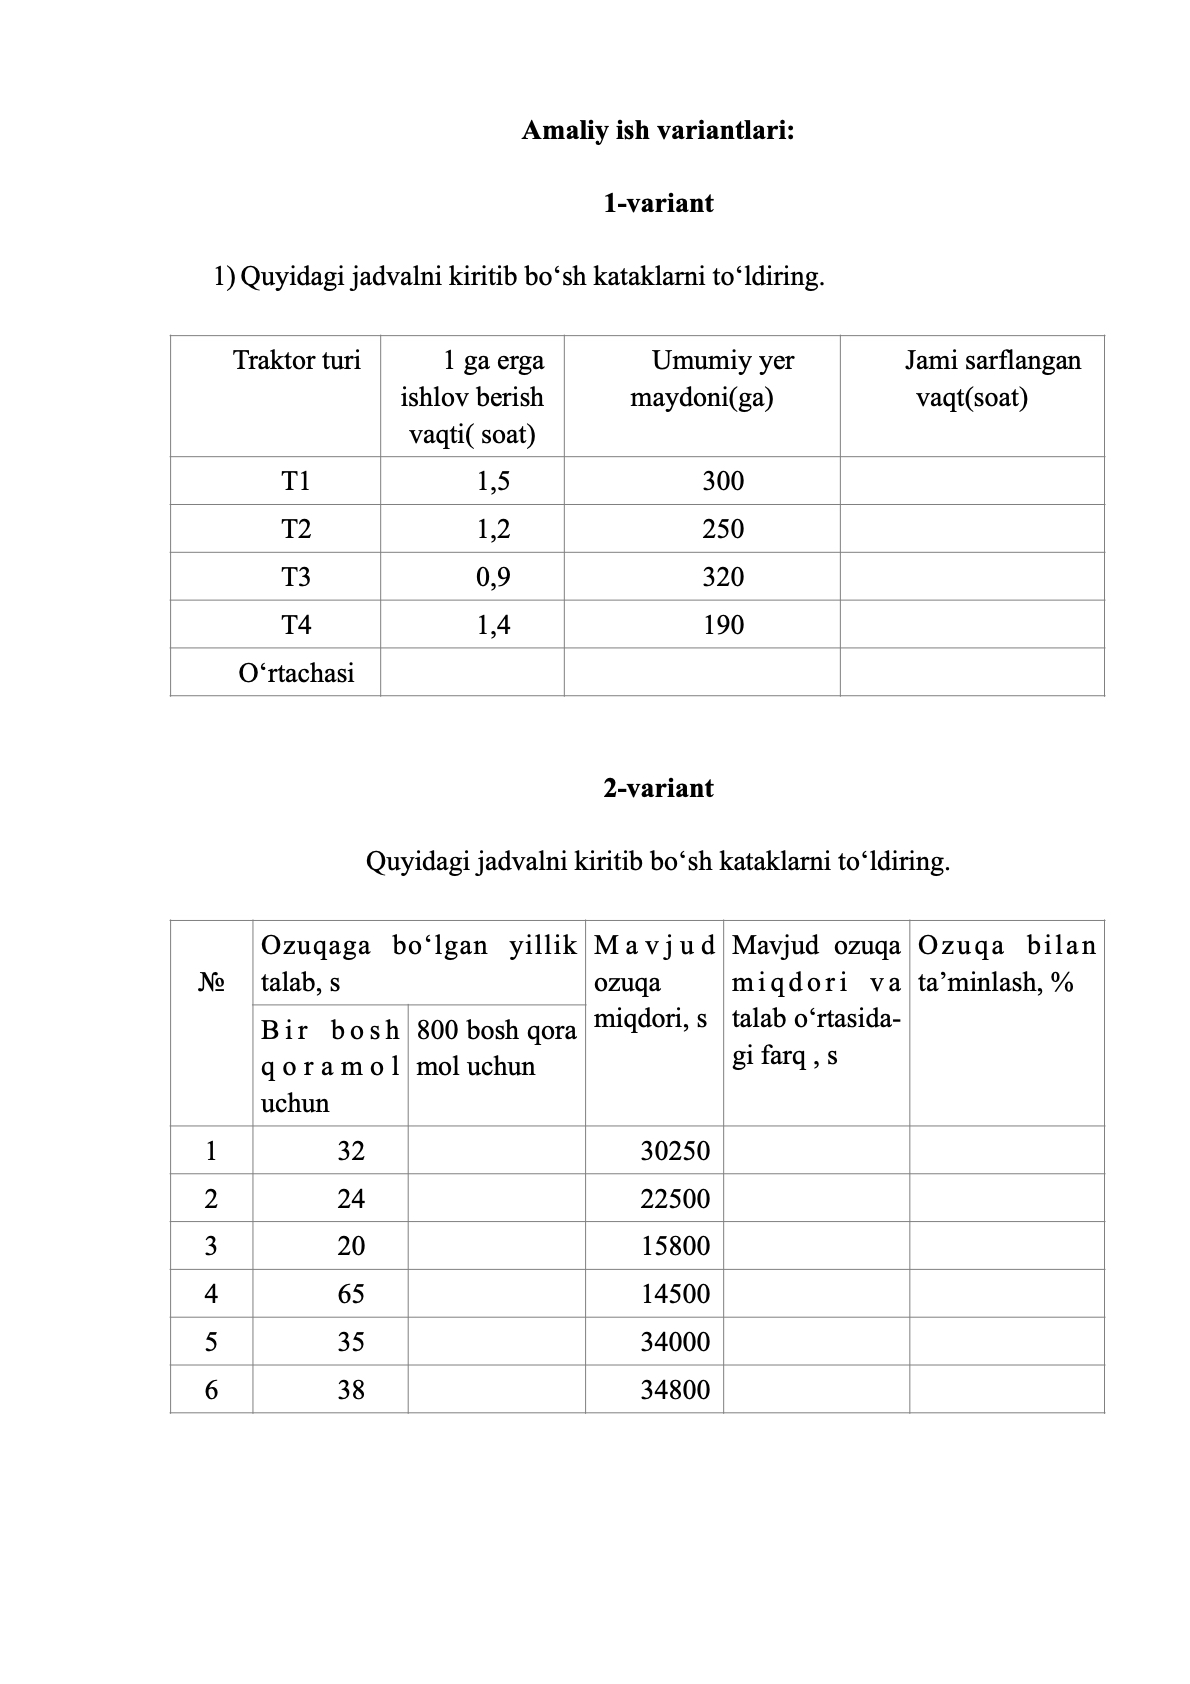 Amaliy ish variantlari:
1-variant
1) Quyidagi jadvalni kiritib bo‘sh kataklarni to‘ldiring.
Traktor turi
1 ga erga
ishlov berish
vaqti( soat)
Umumiy yer
maydoni(ga)
Jami sarflangan
vaqt(soat)
T1 1,5 300
T2 1,2 250
T3 0,9 320
T4 1,4 190
O‘rtachasi
2-variant
Quyidagi jadvalni kiritib bo‘sh kataklarni to‘ldiring.
№
Ozuqaga bo‘lgan yillik
talab, s
Bir bosh
qoramol
uchun
800 bosh qora
mol uchun
Mavjud
ozuqa
miqdori, s
Mavjud ozuqa
miqdori va
talab o‘rtasida-
gi farq , s
Ozuqa bilan
ta’minlash, %
1 32 30250
2 24 22500
3 20 15800
4 65 14500
5 35 34000
6 38 34800